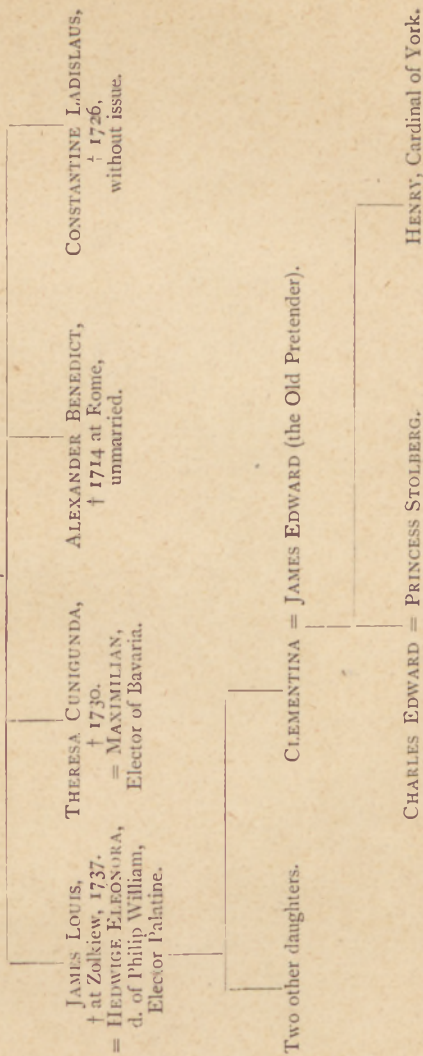 JAMES LOUIS,
† at Zolkiew, 1737.
= HEDWIGE ELEONORA,
d. of Philip William,
Elector Palatine.
THERESA CUNIGUNDA,
† 1730.
= MAXIMILIAN,
Elector of Bavaria.
ALEXANDER BENEDICT,
† 1714 at Rome,
unmarried.
CONSTANTINE LADISLAUS,
† 1726,
without issue.
Two other daughters.
CLEMENTINA = JAMES EDWARD (the Old Pretender).
CHARLES EDWARD = PRINCESS STOLBERG.
HENRY, Cardinal of York.